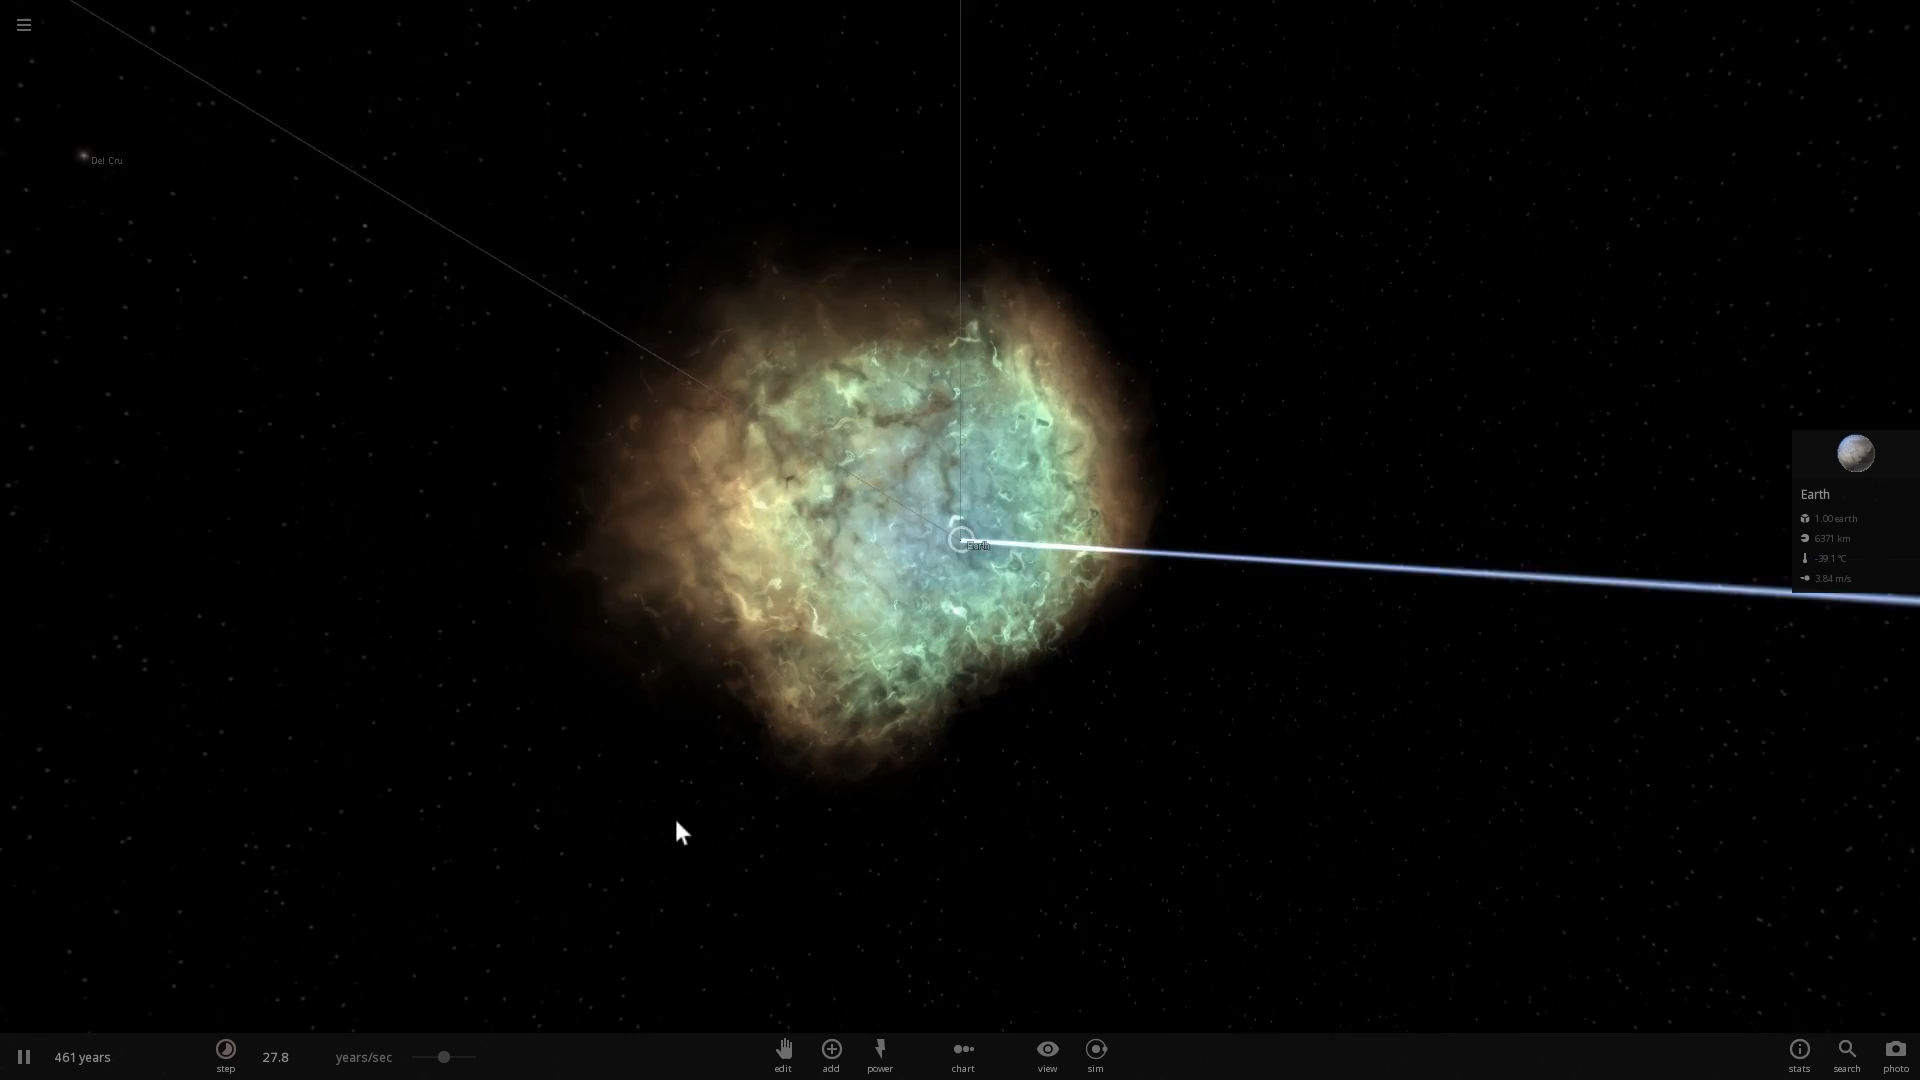 Del Cru
Earth
Earth
1.00 earth
6371 km
-39.1 °C
3.84 m/s
461 years
step
27.8
years/sec
edit
add
power
chart
view
sim
stats
search
photo